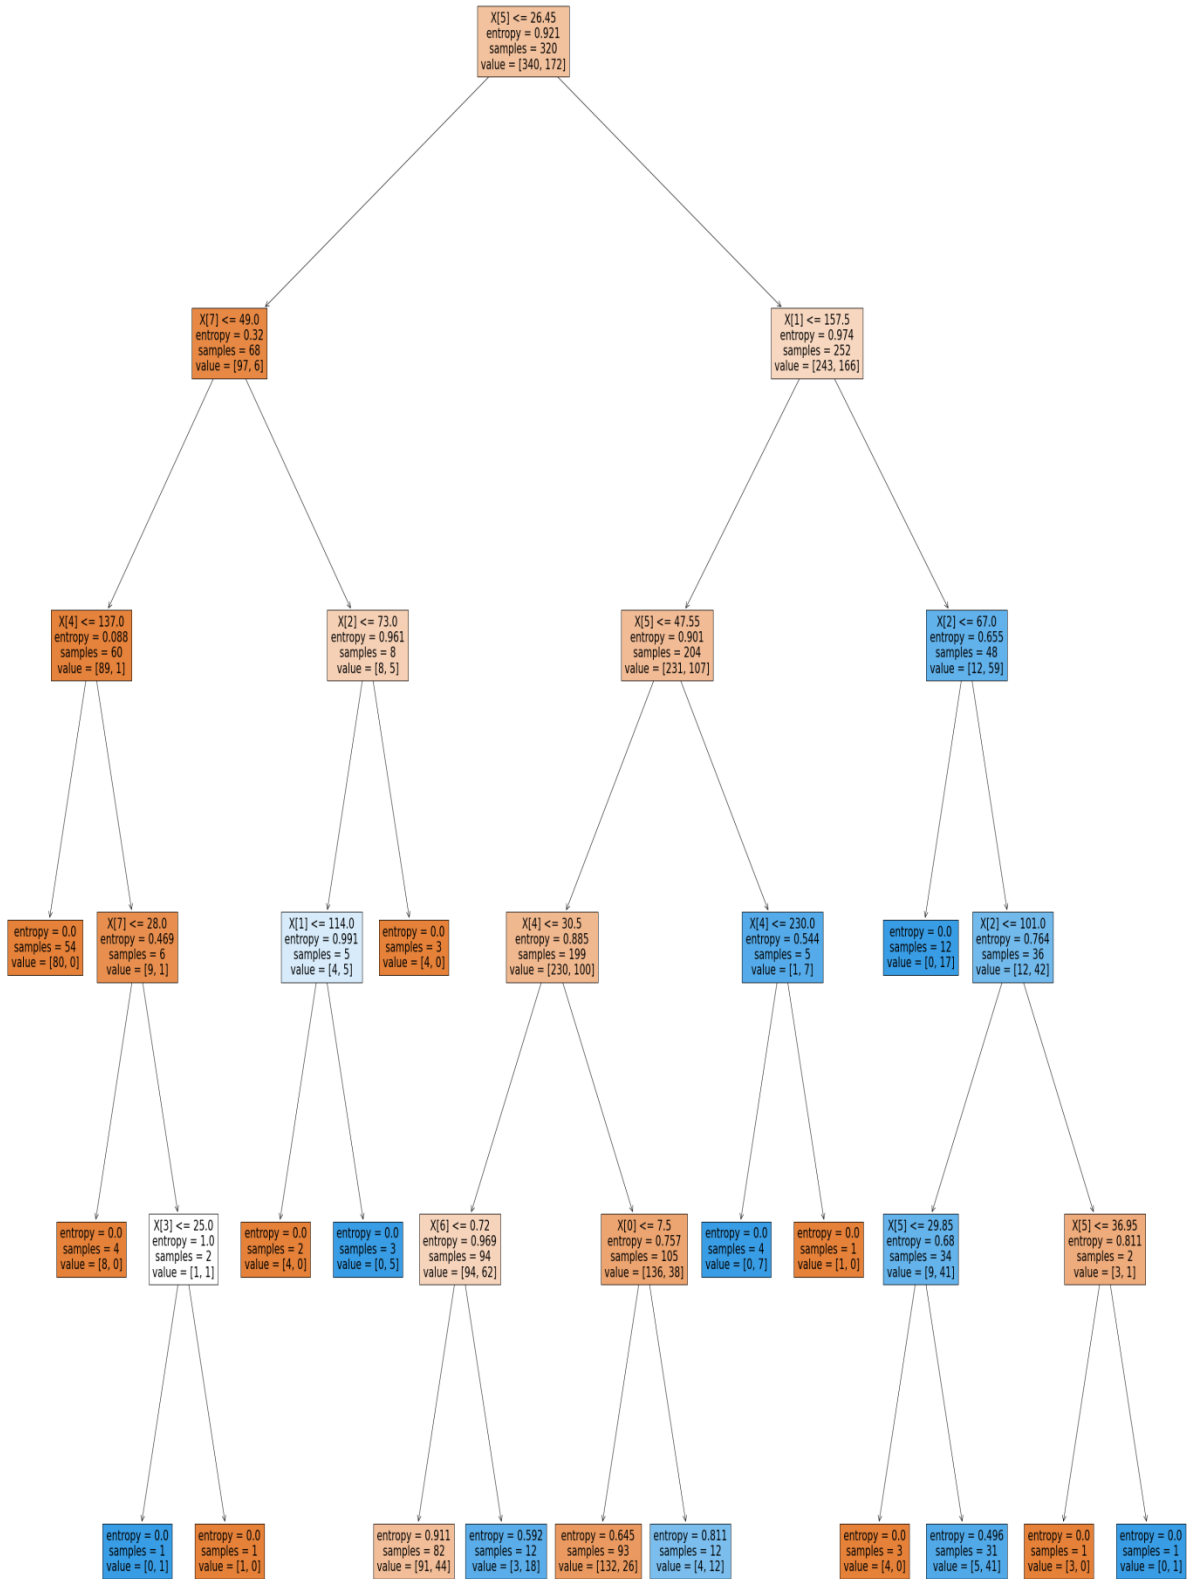 X[5] <= 26.45
entropy = 0.921
samples = 320
value = [340, 172]
X[7] <= 49.0
entropy = 0.32
samples = 68
value = [97, 6]
X[1] <= 157.5
entropy = 0.974
samples = 252
value = [243, 166]
X[4] <= 137.0
entropy = 0.088
samples = 60
value = [89, 1]
X[2] <= 73.0
entropy = 0.961
samples = 8
value = [8, 5]
X[5] <= 47.55
entropy = 0.901
samples = 204
value = [231, 107]
X[2] <= 67.0
entropy = 0.655
samples = 48
value = [12, 59]
entropy = 0.0
samples = 54
value = [80, 0]
X[7] <= 28.0
entropy = 0.469
samples = 6
value = [9, 1]
X[1] <= 114.0
entropy = 0.991
samples = 5
value = [4, 5]
entropy = 0.0
samples = 3
value = [4, 0]
X[4] <= 30.5
entropy = 0.885
samples = 199
value = [230, 100]
X[4] <= 230.0
entropy = 0.544
samples = 5
value = [1, 7]
entropy = 0.0
samples = 12
value = [0, 17]
X[2] <= 101.0
entropy = 0.764
samples = 36
value = [12, 42]
entropy = 0.0
samples = 4
value = [8, 0]
X[3] <= 25.0
entropy = 1.0
samples = 2
value = [1, 1]
entropy = 0.0
samples = 2
value = [4, 0]
entropy = 0.0
samples = 3
value = [0, 5]
X[6] <= 0.72
entropy = 0.969
samples = 94
value = [94, 62]
X[0] <= 7.5
entropy = 0.757
samples = 105
value = [136, 38]
entropy = 0.0
samples = 4
value = [0, 7]
entropy = 0.0
samples = 1
value = [1, 0]
X[5] <= 29.85
entropy = 0.68
samples = 34
value = [9, 41]
X[5] <= 36.95
entropy = 0.811
samples = 2
value = [3, 1]
entropy = 0.0
samples = 1
value = [0, 1]
entropy = 0.0
samples = 1
value = [1, 0]
entropy = 0.911
samples = 82
value = [91, 44]
entropy = 0.592
samples = 12
value = [3, 18]
entropy = 0.645
samples = 93
value = [132, 26]
entropy = 0.811
samples = 12
value = [4, 12]
entropy = 0.0
samples = 3
value = [4, 0]
entropy = 0.496
samples = 31
value = [5, 41]
entropy = 0.0
samples = 1
value = [3, 0]
entropy = 0.0
samples = 1
value = [0, 1]